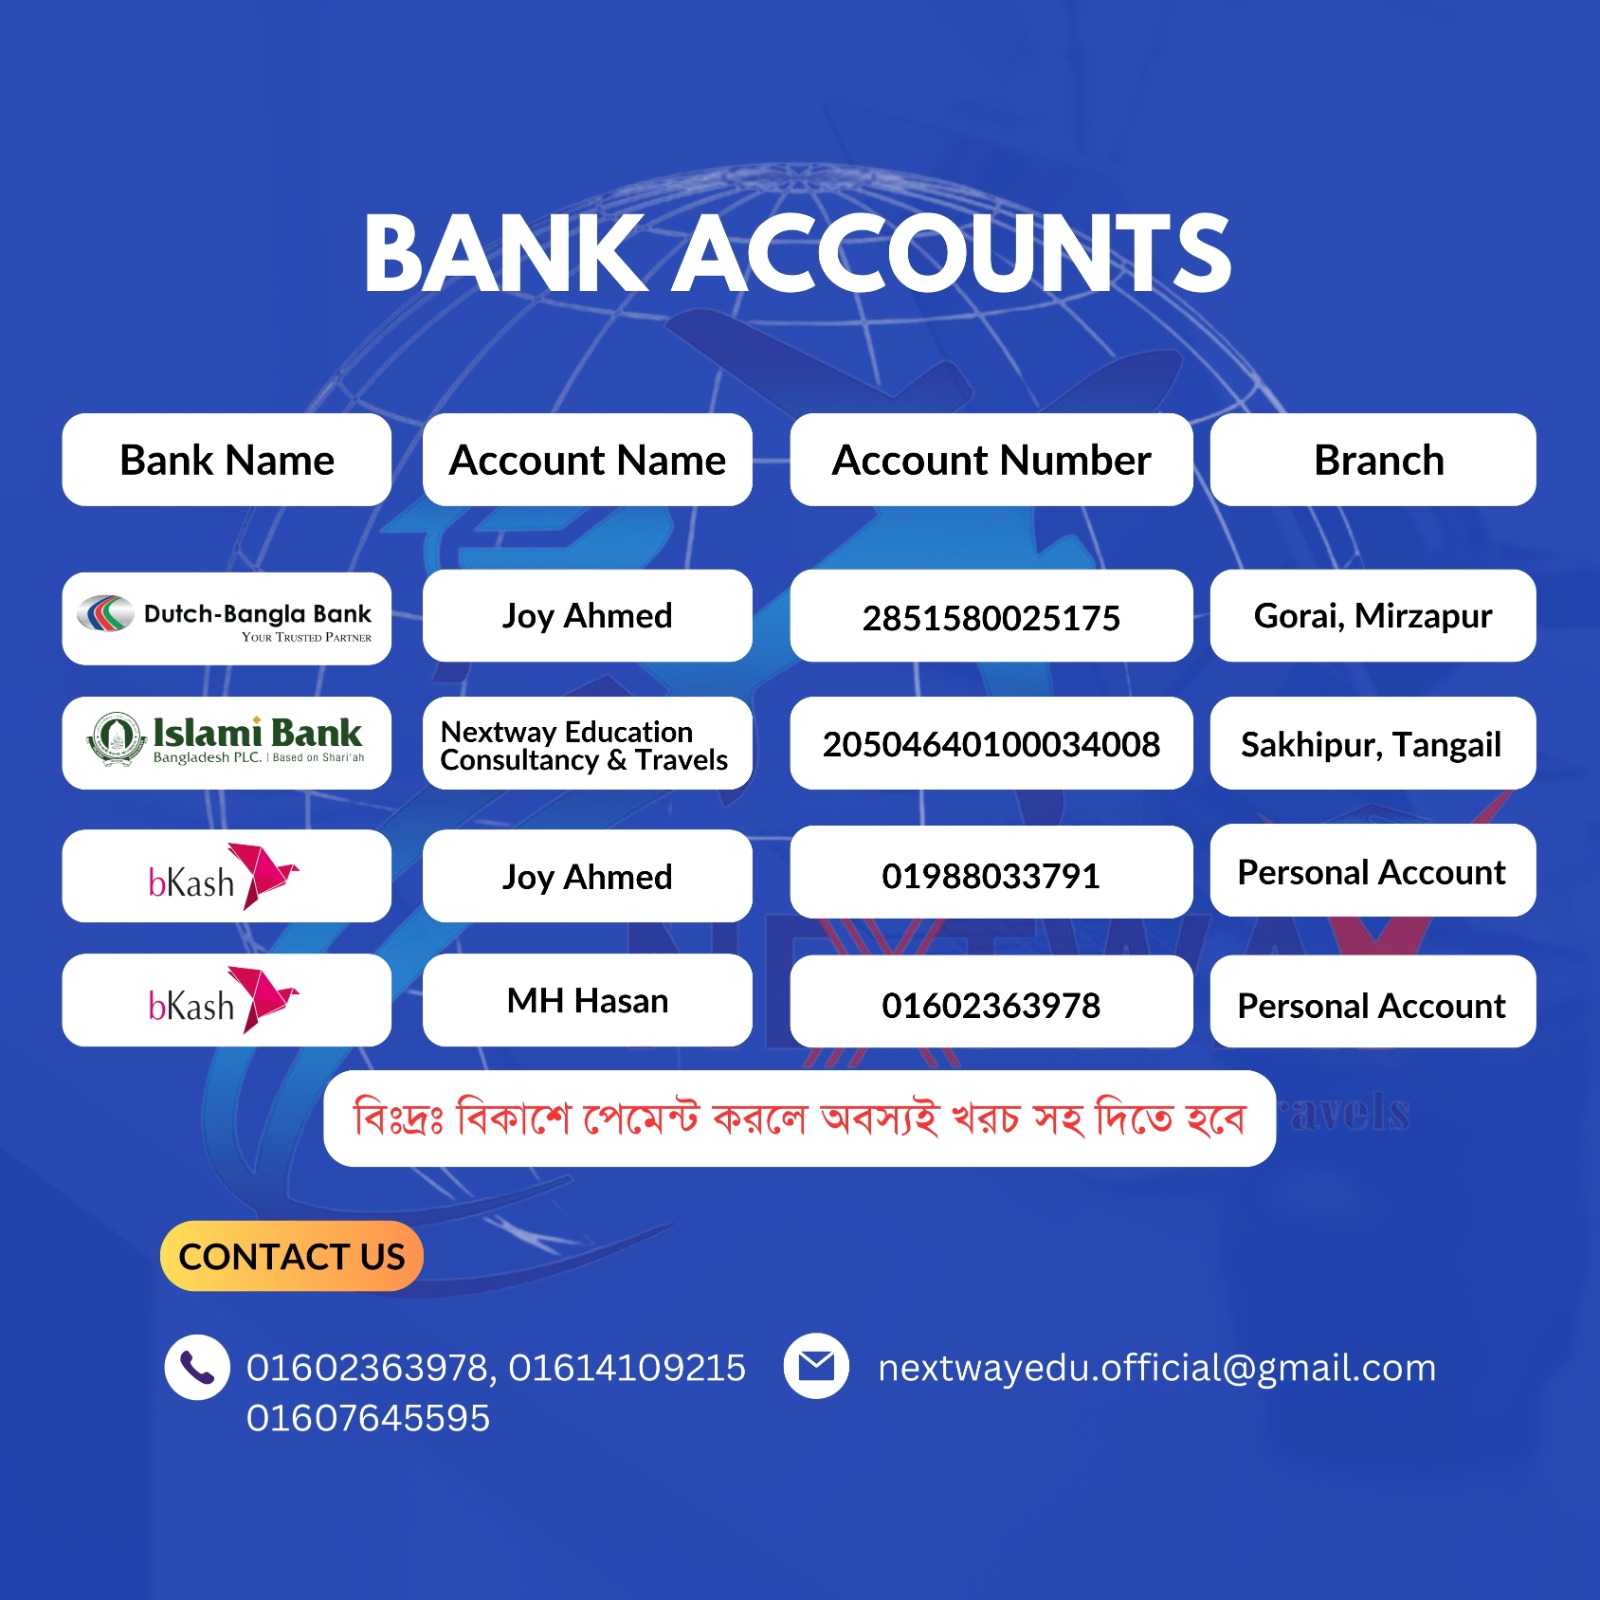 BANK ACCOUNTS
Bank Name Account Name Account Number Branch
Dutch-Bangla Bank Joy Ahmed 2851580025175 Gorai, Mirzapur
YOUR TRUSTED PARTNER
Islami Bank Nextway Education 20504640100034008 Sakhipur, Tangail
Bangladesh PLC. | Based on Shari'ah Consultancy & Travels
bKash Joy Ahmed 01988033791 Personal Account
bKash MH Hasan 01602363978 Personal Account
NEXTWAY
বিঃদ্রঃ বিকাশে পেমেন্ট করলে অবস্যই খরচ সহ দিতে হবে
ravels
CONTACT US
01602363978, 01614109215 nextwayedu.official@gmail.com
01607645595